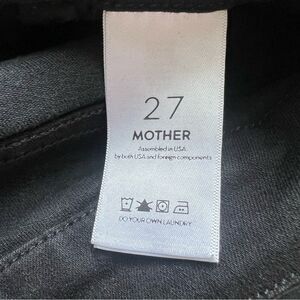 27
MOTHER
Assembled in USA
by both USA and foreign components
DO YOUR OWN LAUNDRY